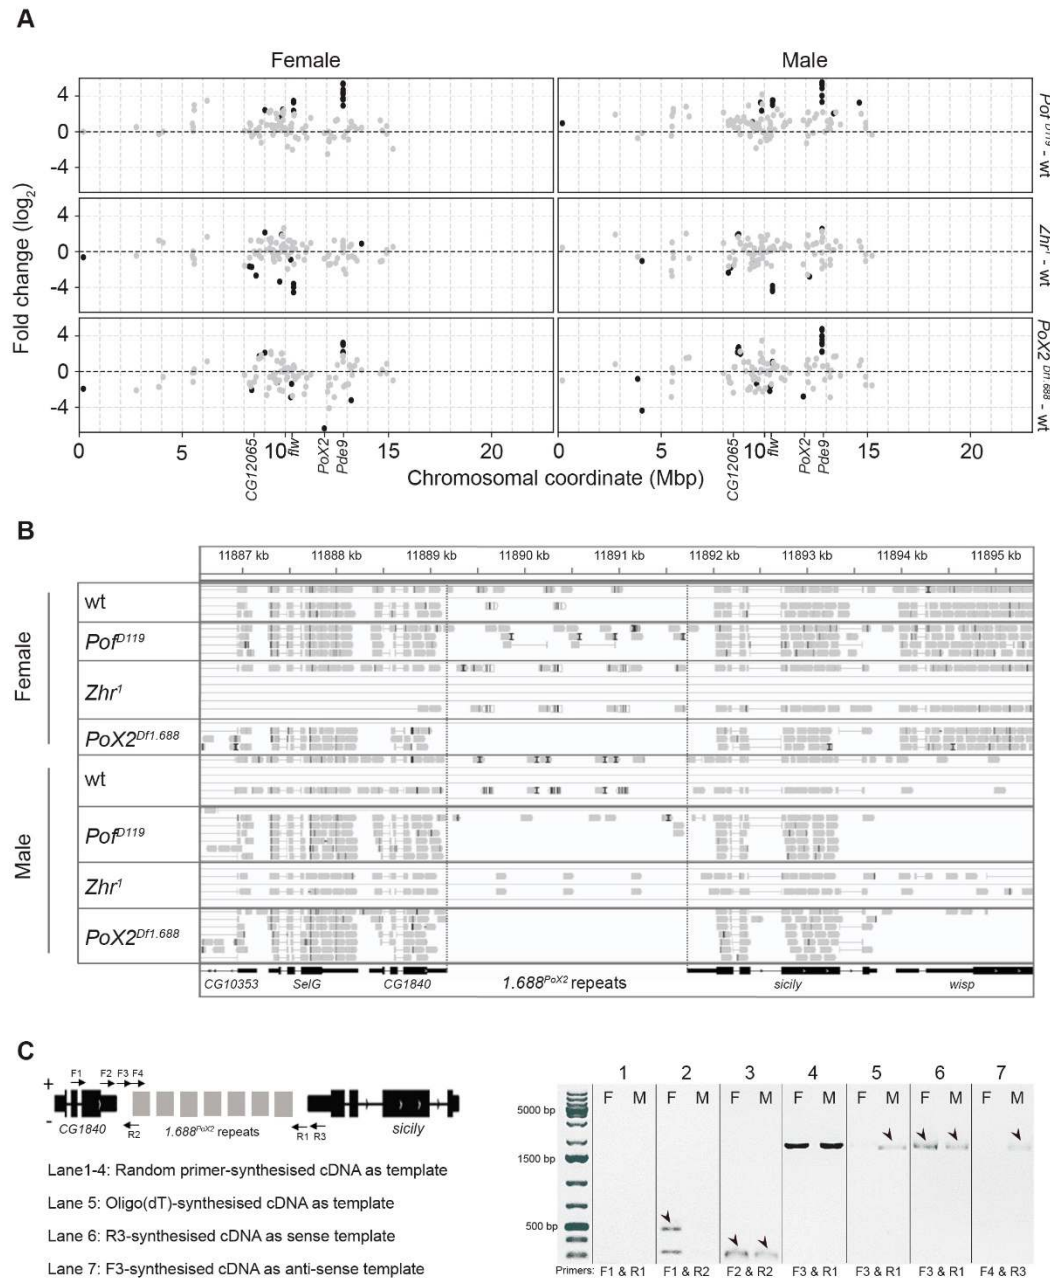 A
Female Male
4
0
-4
Pof D119 - wt
4
0
-4
Zhr1 - wt
4
0
-4
PoX2 Df1.688 - wt
Fold change (log2)
0 5 10 15 20 0 5 10 15 20
CG12065 flw PoX2 Pde9 CG12065 flw PoX2 Pde9
Chromosomal coordinate (Mbp)
B
11887 kb 11888 kb 11889 kb 11890 kb 11891 kb 11892 kb 11893 kb 11894 kb 11895 kb
Female
wt
PofD119
Zhr1
PoX2Df1.688
Male
wt
PofD119
Zhr1
PoX2Df1.688
CG10353 SelG CG1840 1.688PoX2 repeats sicily wisp
C
+ F1 F2 F3 F4
- R2 R1 R3
CG1840 1.688PoX2 repeats sicily
Lane1-4: Random primer-synthesised cDNA as template
Lane 5: Oligo(dT)-synthesised cDNA as template
Lane 6: R3-synthesised cDNA as sense template
Lane 7: F3-synthesised cDNA as anti-sense template
1 2 3 4 5 6 7
F M F M F M F M F M F M F M
5000 bp
1500 bp
500 bp
Primers: F1 & R1 F1 & R2 F2 & R2 F3 & R1 F3 & R1 F3 & R1 F4 & R3